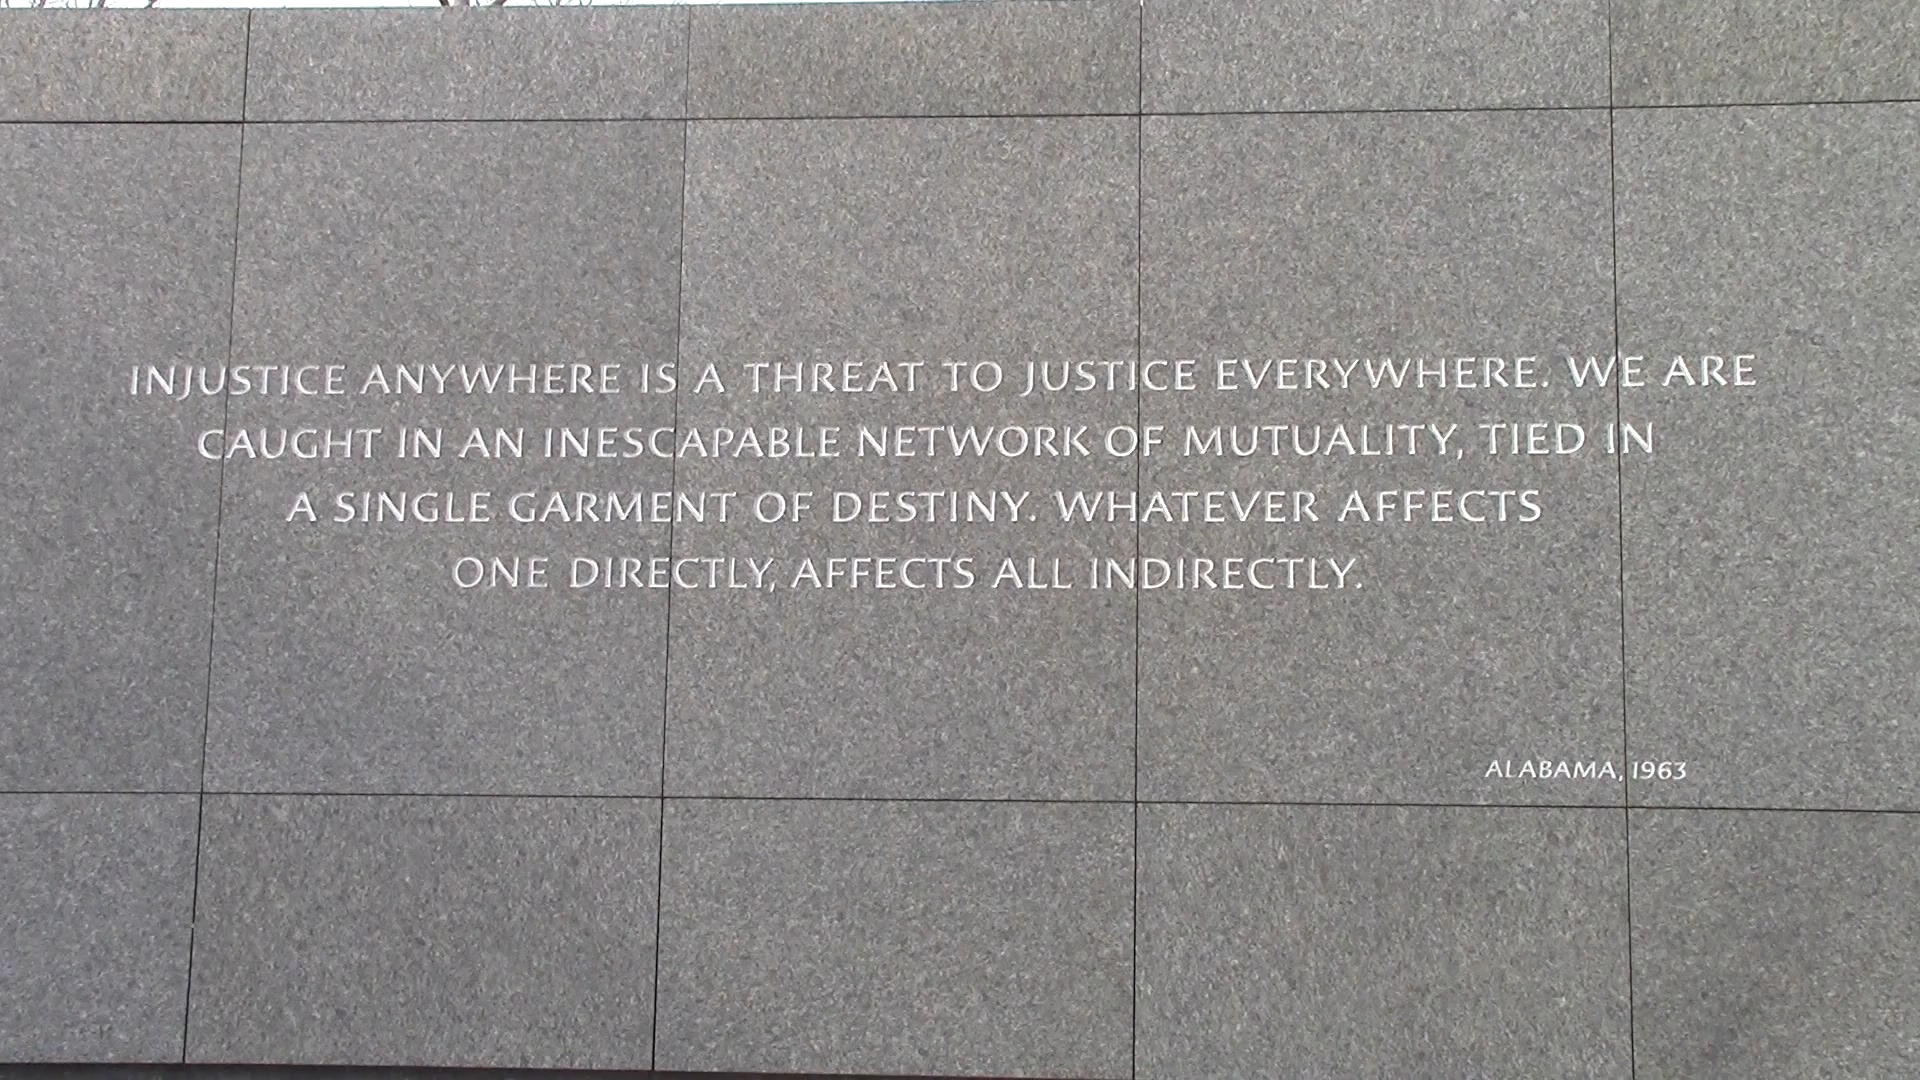 INJUSTICE ANYWHERE IS A THREAT TO JUSTICE EVERYWHERE. WE ARE
CAUGHT IN AN INESCAPABLE NETWORK OF MUTUALITY, TIED IN
A SINGLE GARMENT OF DESTINY. WHATEVER AFFECTS
ONE DIRECTLY, AFFECTS ALL INDIRECTLY.
ALABAMA, 1963